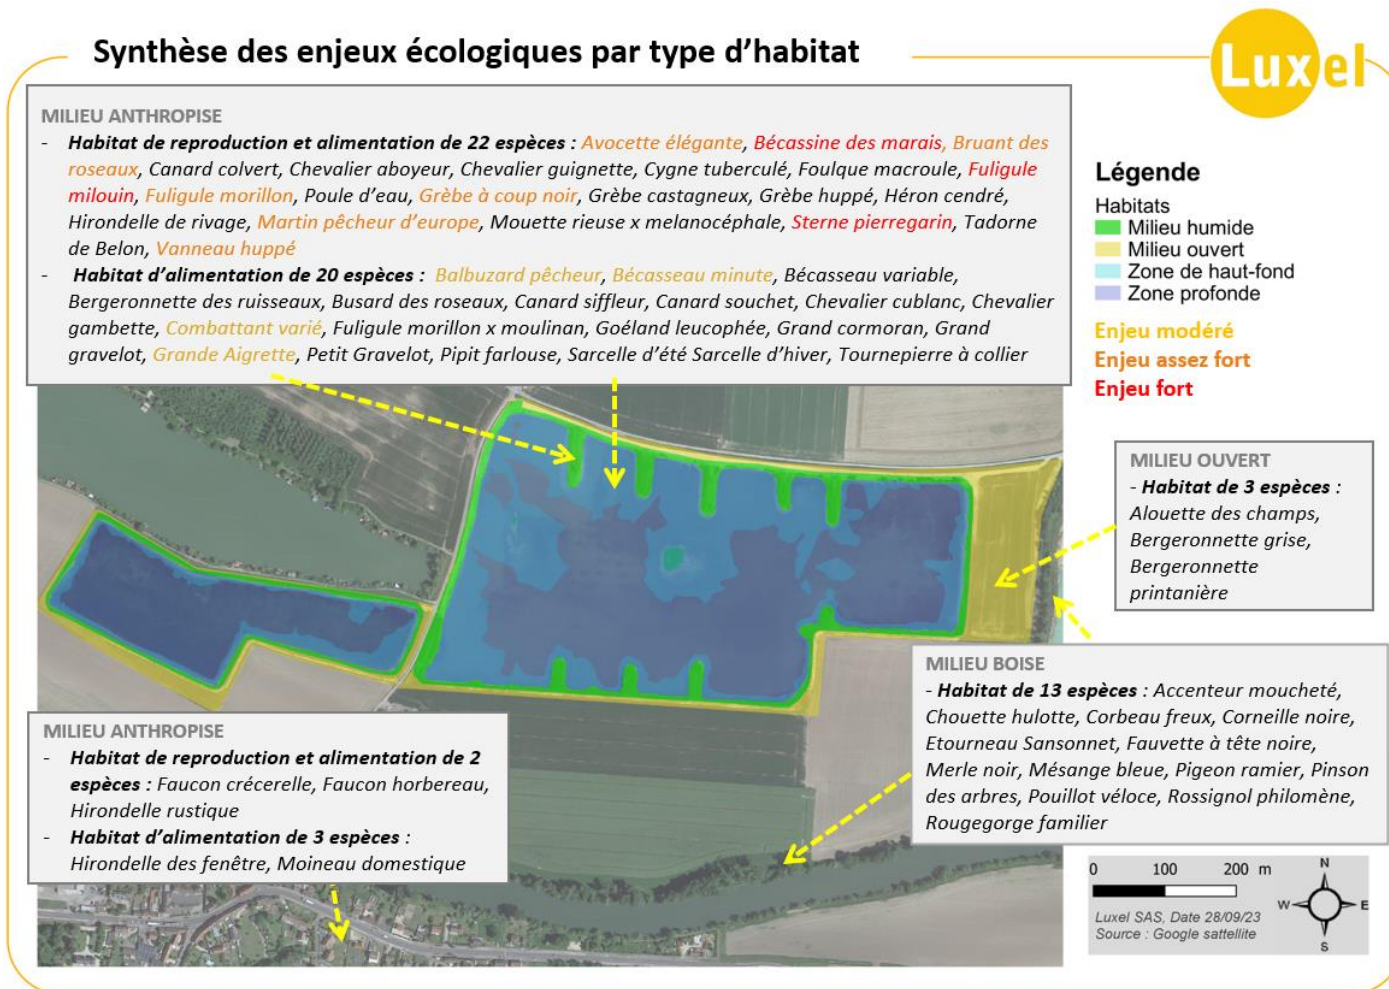 Synthèse des enjeux écologiques par type d’habitat
Luxel
MILIEU ANTHROPISE
- Habitat de reproduction et alimentation de 22 espèces : Avocette élégante, Bécassine des marais, Bruant des
roseaux, Canard colvert, Chevalier aboyeur, Chevalier guignette, Cygne tuberculé, Foulque macroule, Fuligule
milouin, Fuligule morillon, Poule d’eau, Grèbe à coup noir, Grèbe castagneux, Grèbe huppé, Héron cendré,
Hirondelle de rivage, Martin pêcheur d’europe, Mouette rieuse x melanocéphale, Sterne pierregarin, Tadorne
de Belon, Vanneau huppé
- Habitat d’alimentation de 20 espèces : Balbuzard pêcheur, Bécasseau minute, Bécasseau variable,
Bergeronnette des ruisseaux, Busard des roseaux, Canard siffleur, Canard souchet, Chevalier cublanc, Chevalier
gambette, Combattant varié, Fuligule morillon x moulinan, Goéland leucophée, Grand cormoran, Grand
gravelot, Grande Aigrette, Petit Gravelot, Pipit farlouse, Sarcelle d’été Sarcelle d’hiver, Tournepierre à collier
Légende
Habitats
Milieu humide
Milieu ouvert
Zone de haut-fond
Zone profonde
Enjeu modéré
Enjeu assez fort
Enjeu fort
MILIEU OUVERT
- Habitat de 3 espèces :
Alouette des champs,
Bergeronnette grise,
Bergeronnette
printanière
MILIEU BOISE
- Habitat de 13 espèces : Accenteur moucheté,
Chouette hulotte, Corbeau freux, Corneille noire,
Etourneau Sansonnet, Fauvette à tête noire,
Merle noir, Mésange bleue, Pigeon ramier, Pinson
des arbres, Pouillot véloce, Rossignol philomène,
Rougegorge familier
MILIEU ANTHROPISE
- Habitat de reproduction et alimentation de 2
espèces : Faucon crécerelle, Faucon horbereau,
Hirondelle rustique
- Habitat d’alimentation de 3 espèces :
Hirondelle des fenêtre, Moineau domestique
0 100 200 m
Luxel SAS, Date 28/09/23
Source : Google sattellite
N
W E
S